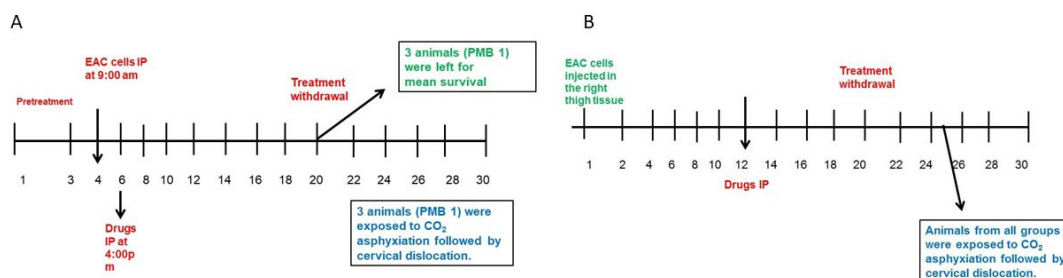 A
EAC cells IP
at 9:00 am
Pretreatment
Treatment
withdrawal
3 animals (PMB 1)
were left for
mean survival
1 3 4 6 8 10 12 14 16 18 20 22 24 26 28 30
Drugs
IP at
4:00p
m
3 animals (PMB 1) were
exposed to CO2
asphyxiation followed by
cervical dislocation.
B
EAC cells
injected in
the right
thigh tissue
Treatment
withdrawal
1 2 4 6 8 10 12 14 16 18 20 22 24 26 28 30
Drugs IP
Animals from all groups
were exposed to CO2
asphyxiation followed by
cervical dislocation.